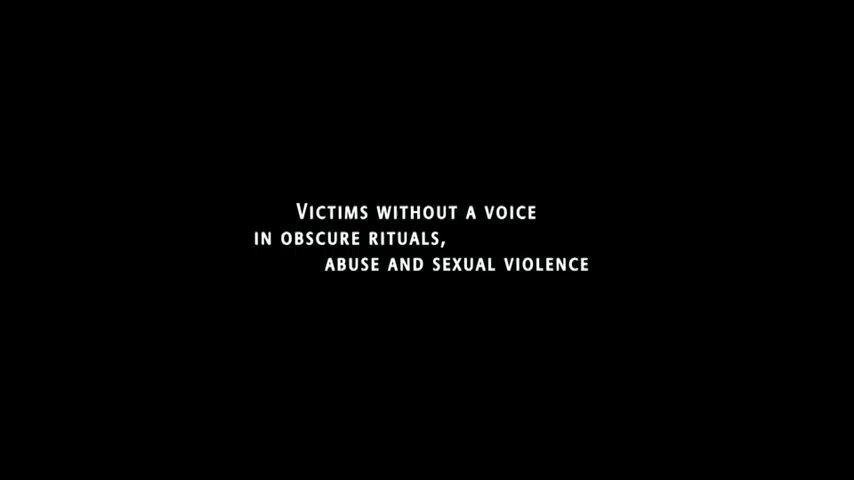 Victims without a voice
in obscure rituals,
abuse and sexual violence